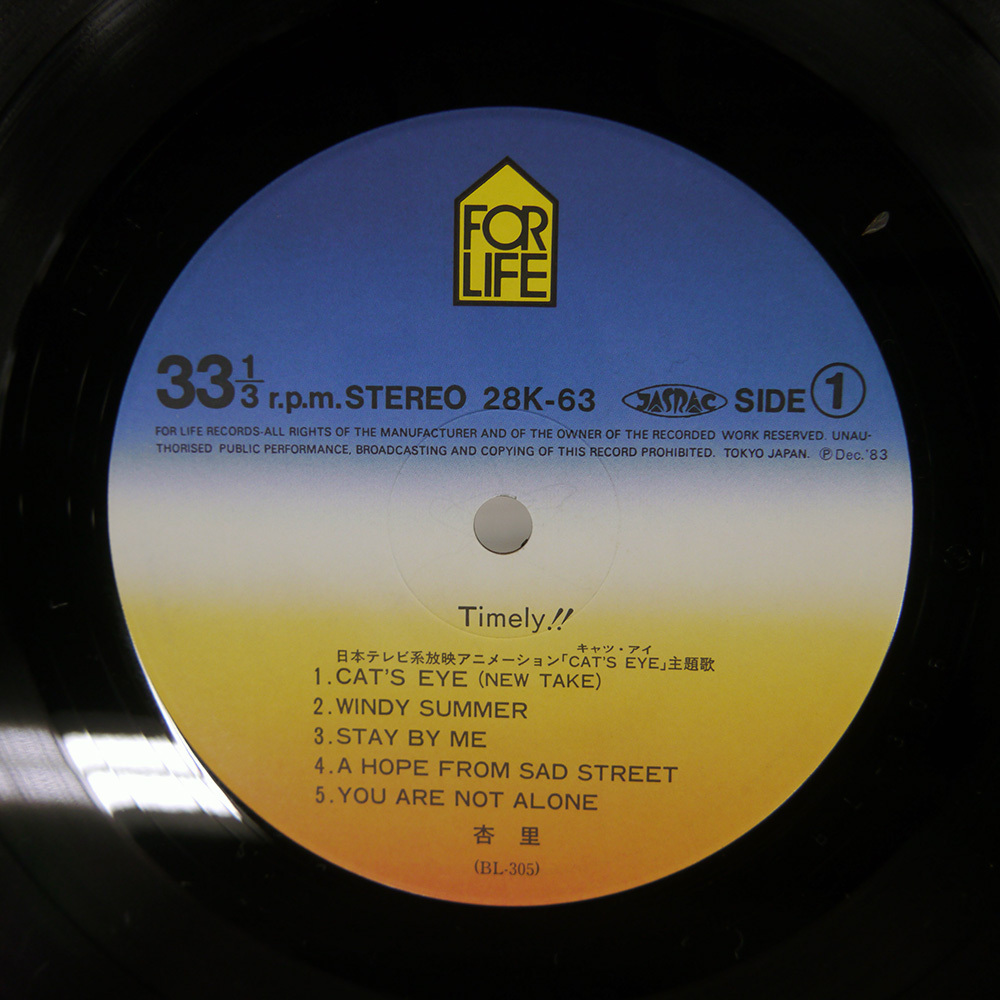 FOR
LIFE
33 1/3 r.p.m. STEREO 28K-63 JASRAC SIDE 1
FOR LIFE RECORDS-ALL RIGHTS OF THE MANUFACTURER AND OF THE OWNER OF THE RECORDED WORK RESERVED. UNAU-
THORISED PUBLIC PERFORMANCE, BROADCASTING AND COPYING OF THIS RECORD PROHIBITED. TOKYO JAPAN. ℗ Dec.'83
Timely!!
キャツ・アイ
日本テレビ系放映アニメーション「CAT'S EYE」主題歌
1.CAT'S EYE (NEW TAKE)
2.WINDY SUMMER
3.STAY BY ME
4.A HOPE FROM SAD STREET
5.YOU ARE NOT ALONE
杏里
(BL-305)